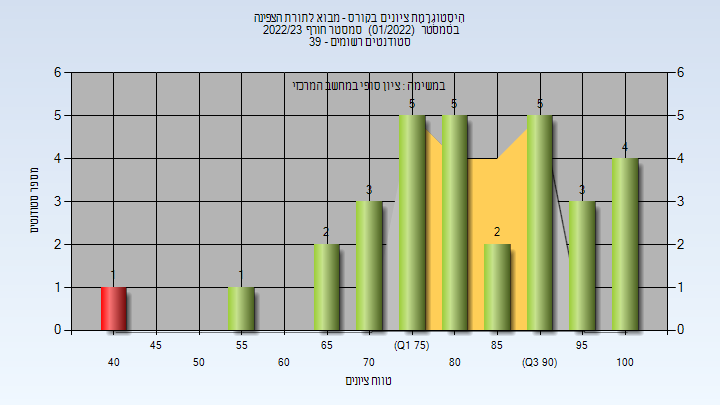 היסטוגרמת ציונים בקורס - מבוא לתורת הצפינה
בסמסטר (01/2022) סמסטר חורף 2022/23
סטודנטים רשומים - 39
במשימה : ציון סופי במחשב המרכזי
מספר סטודנטים
6 6
5 5
4 4
3 3
2 2
1 1
0 0
1 1 2 3 5 5 2 5 3 4
45 55 65 (Q1 75) 85 95
40 50 60 70 80 (Q3 90) 100
טווח ציונים